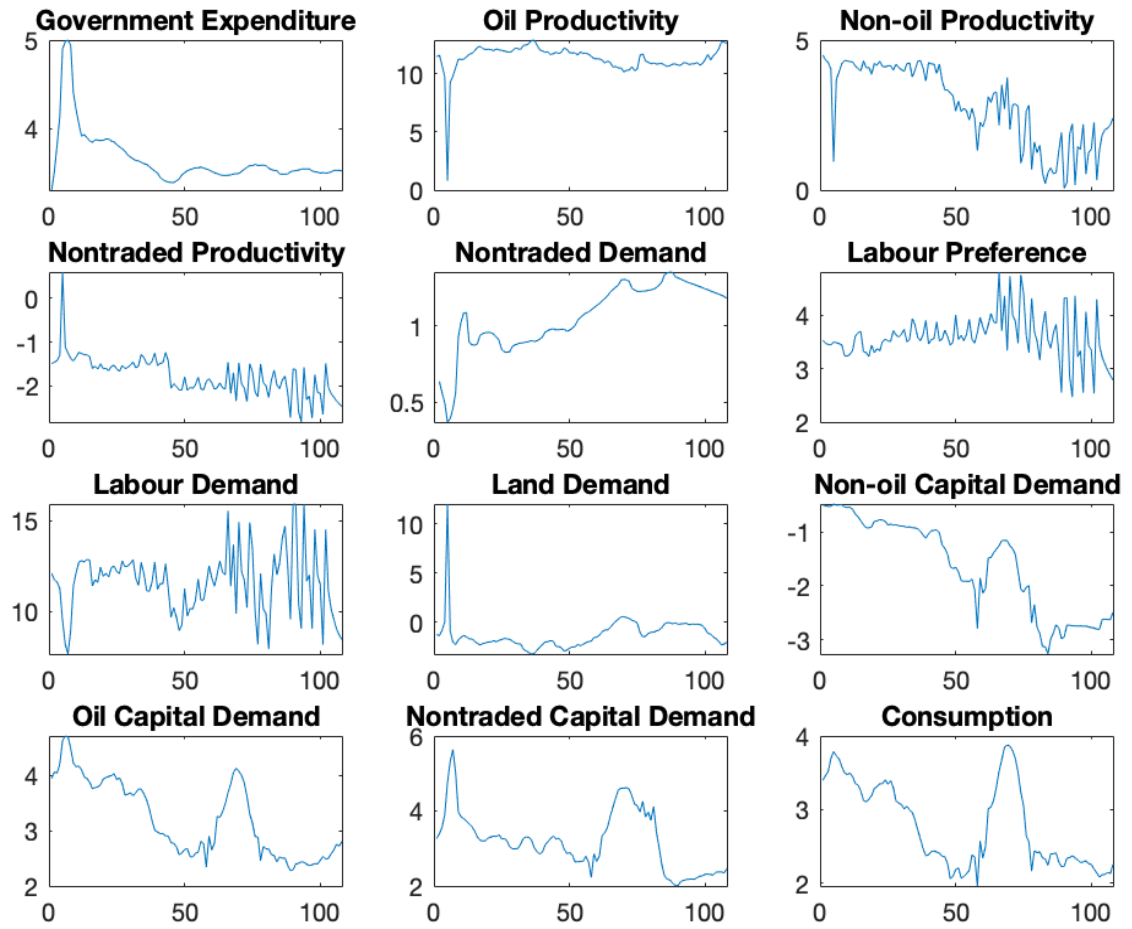 Government Expenditure
5
4
0 50 100
Oil Productivity
10
5
0
0 50 100
Non-oil Productivity
5
0
0 50 100
Nontraded Productivity
0
-1
-2
0 50 100
Nontraded Demand
1
0.5
0 50 100
Labour Preference
4
3
2
0 50 100
Labour Demand
15
10
0 50 100
Land Demand
10
5
0
0 50 100
Non-oil Capital Demand
-1
-2
-3
0 50 100
Oil Capital Demand
4
3
2
0 50 100
Nontraded Capital Demand
6
4
2
0 50 100
Consumption
4
3
2
0 50 100